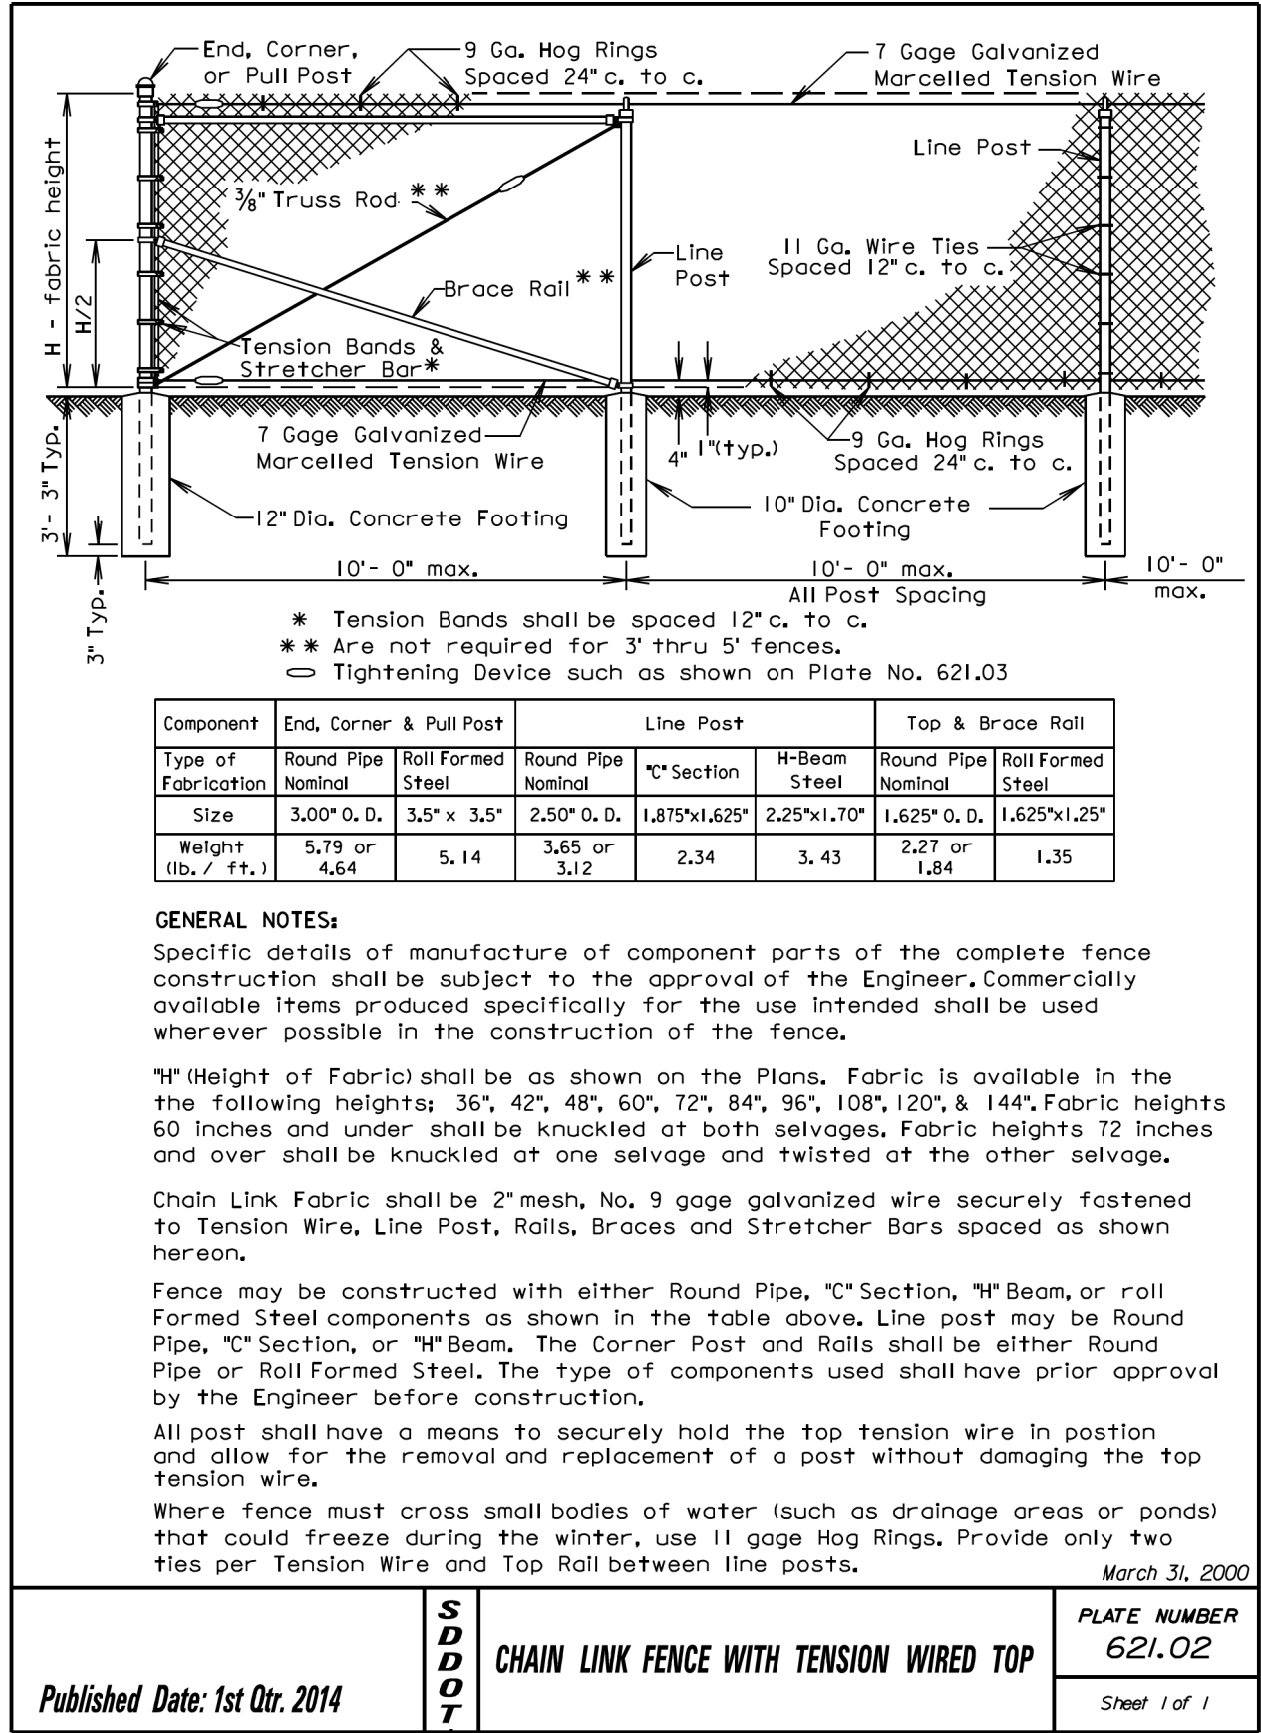 End, Corner,
or Pull Post
9 Ga. Hog Rings
Spaced 24" c. to c.
7 Gage Galvanized
Marcelled Tension Wire
Line Post
H - fabric height
3/8" Truss Rod **
11 Ga. Wire Ties
Spaced 12" c. to c.
Line
Post
H/2
Brace Rail **
Tension Bands &
Stretcher Bar*
7 Gage Galvanized
Marcelled Tension Wire
4"
1"(typ.)
9 Ga. Hog Rings
Spaced 24" c. to c.
3'- 3" Typ.
12" Dia. Concrete Footing
10" Dia. Concrete
Footing
10'- 0" max.
10'- 0" max.
10'- 0"
max.
All Post Spacing
3" Typ.
* Tension Bands shall be spaced 12" c. to c.
** Are not required for 3' thru 5' fences.
Tightening Device such as shown on Plate No. 621.03
Component End, Corner & Pull Post Line Post Top & Brace Rail
Type of Fabrication Round Pipe Nominal Roll Formed Steel Round Pipe Nominal "C" Section H-Beam Steel Round Pipe Nominal Roll Formed Steel
Size 3.00" O. D. 3.5" x 3.5" 2.50" O. D. 1.875"x1.625" 2.25"x1.70" 1.625" O. D. 1.625"x1.25"
Weight (lb. / ft. ) 5.79 or 4.64 5.14 3.65 or 3.12 2.34 3.43 2.27 or 1.84 1.35
GENERAL NOTES:
Specific details of manufacture of component parts of the complete fence
construction shall be subject to the approval of the Engineer. Commercially
available items produced specifically for the use intended shall be used
wherever possible in the construction of the fence.
"H" (Height of Fabric) shall be as shown on the Plans. Fabric is available in the
the following heights; 36", 42", 48", 60", 72", 84", 96", 108", 120", & 144". Fabric heights
60 inches and under shall be knuckled at both selvages. Fabric heights 72 inches
and over shall be knuckled at one selvage and twisted at the other selvage.
Chain Link Fabric shall be 2" mesh, No. 9 gage galvanized wire securely fastened
to Tension Wire, Line Post, Rails, Braces and Stretcher Bars spaced as shown
hereon.
Fence may be constructed with either Round Pipe, "C" Section, "H" Beam, or roll
Formed Steel components as shown in the table above. Line post may be Round
Pipe, "C" Section, or "H" Beam. The Corner Post and Rails shall be either Round
Pipe or Roll Formed Steel. The type of components used shall have prior approval
by the Engineer before construction.
All post shall have a means to securely hold the top tension wire in postion
and allow for the removal and replacement of a post without damaging the top
tension wire.
Where fence must cross small bodies of water (such as drainage areas or ponds)
that could freeze during the winter, use 11 gage Hog Rings. Provide only two
ties per Tension Wire and Top Rail between line posts.
March 31, 2000
Published Date: 1st Qtr. 2014
S
D
D
O
T
CHAIN LINK FENCE WITH TENSION WIRED TOP
PLATE NUMBER
621.02
Sheet 1 of 1